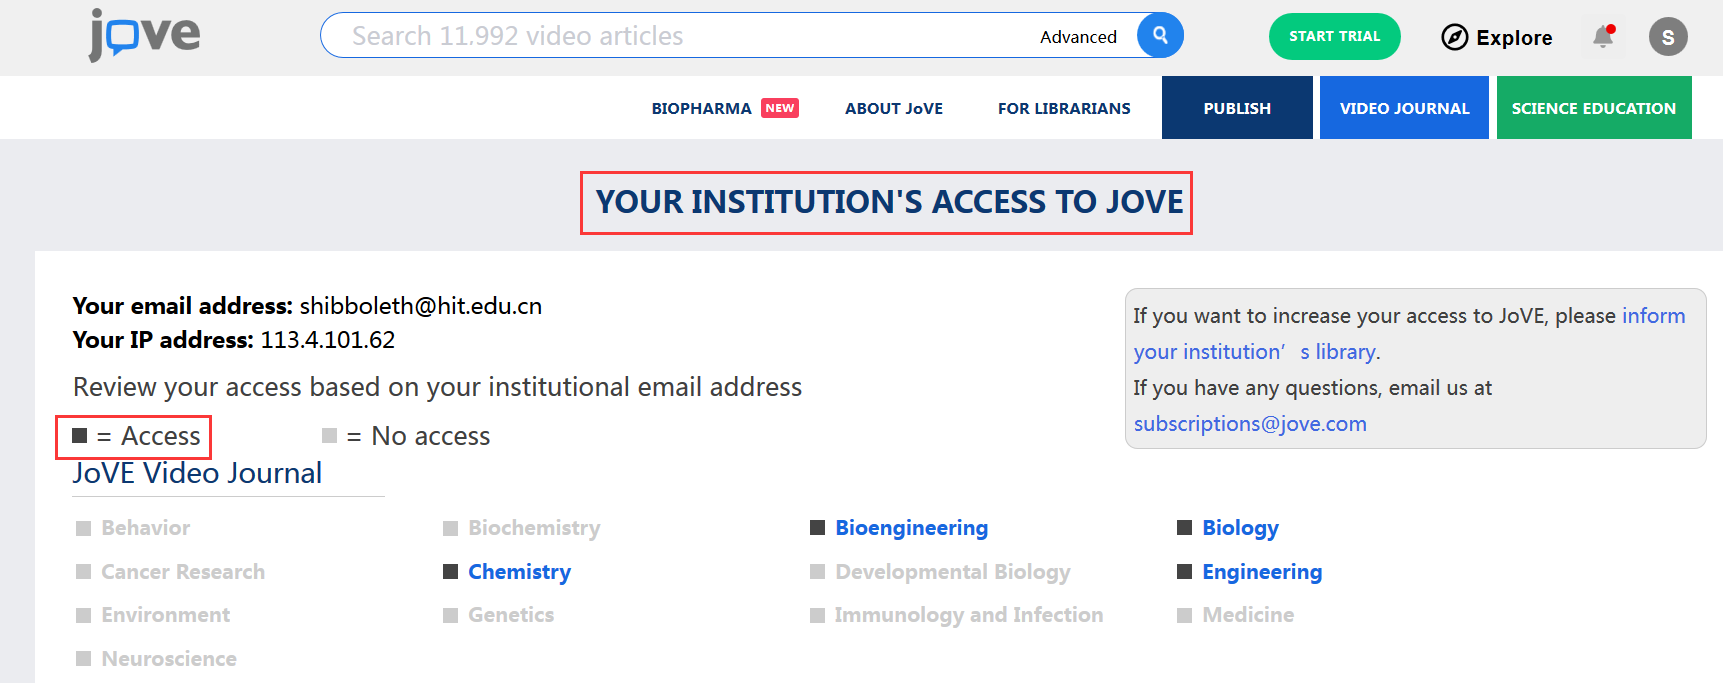 jove
Search 11,992 video articles
Advanced
START TRIAL
Explore
S
BIOPHARMA NEW
ABOUT JoVE
FOR LIBRARIANS
PUBLISH
VIDEO JOURNAL
SCIENCE EDUCATION
YOUR INSTITUTION'S ACCESS TO JOVE
Your email address: shibboleth@hit.edu.cn
Your IP address: 113.4.101.62
Review your access based on your institutional email address
= Access
= No access
If you want to increase your access to JoVE, please inform
your institution’s library.
If you have any questions, email us at
subscriptions@jove.com
JoVE Video Journal
Behavior
Biochemistry
Bioengineering
Biology
Cancer Research
Chemistry
Developmental Biology
Engineering
Environment
Genetics
Immunology and Infection
Medicine
Neuroscience